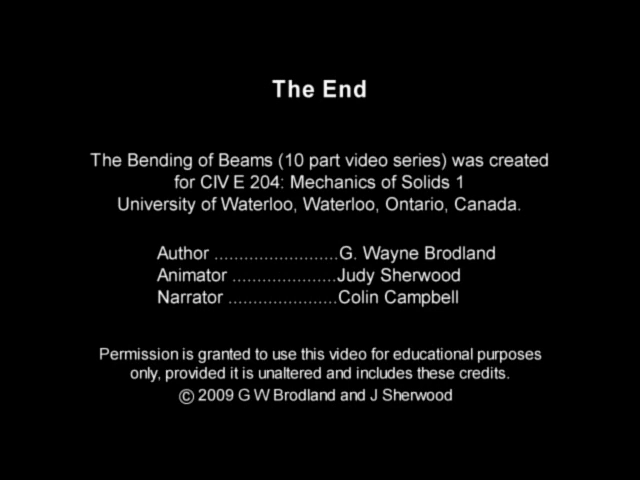 The End
The Bending of Beams (10 part video series) was created
for CIV E 204: Mechanics of Solids 1
University of Waterloo, Waterloo, Ontario, Canada.
Author .........................G. Wayne Brodland
Animator .....................Judy Sherwood
Narrator ......................Colin Campbell
Permission is granted to use this video for educational purposes
only, provided it is unaltered and includes these credits.
© 2009 G W Brodland and J Sherwood